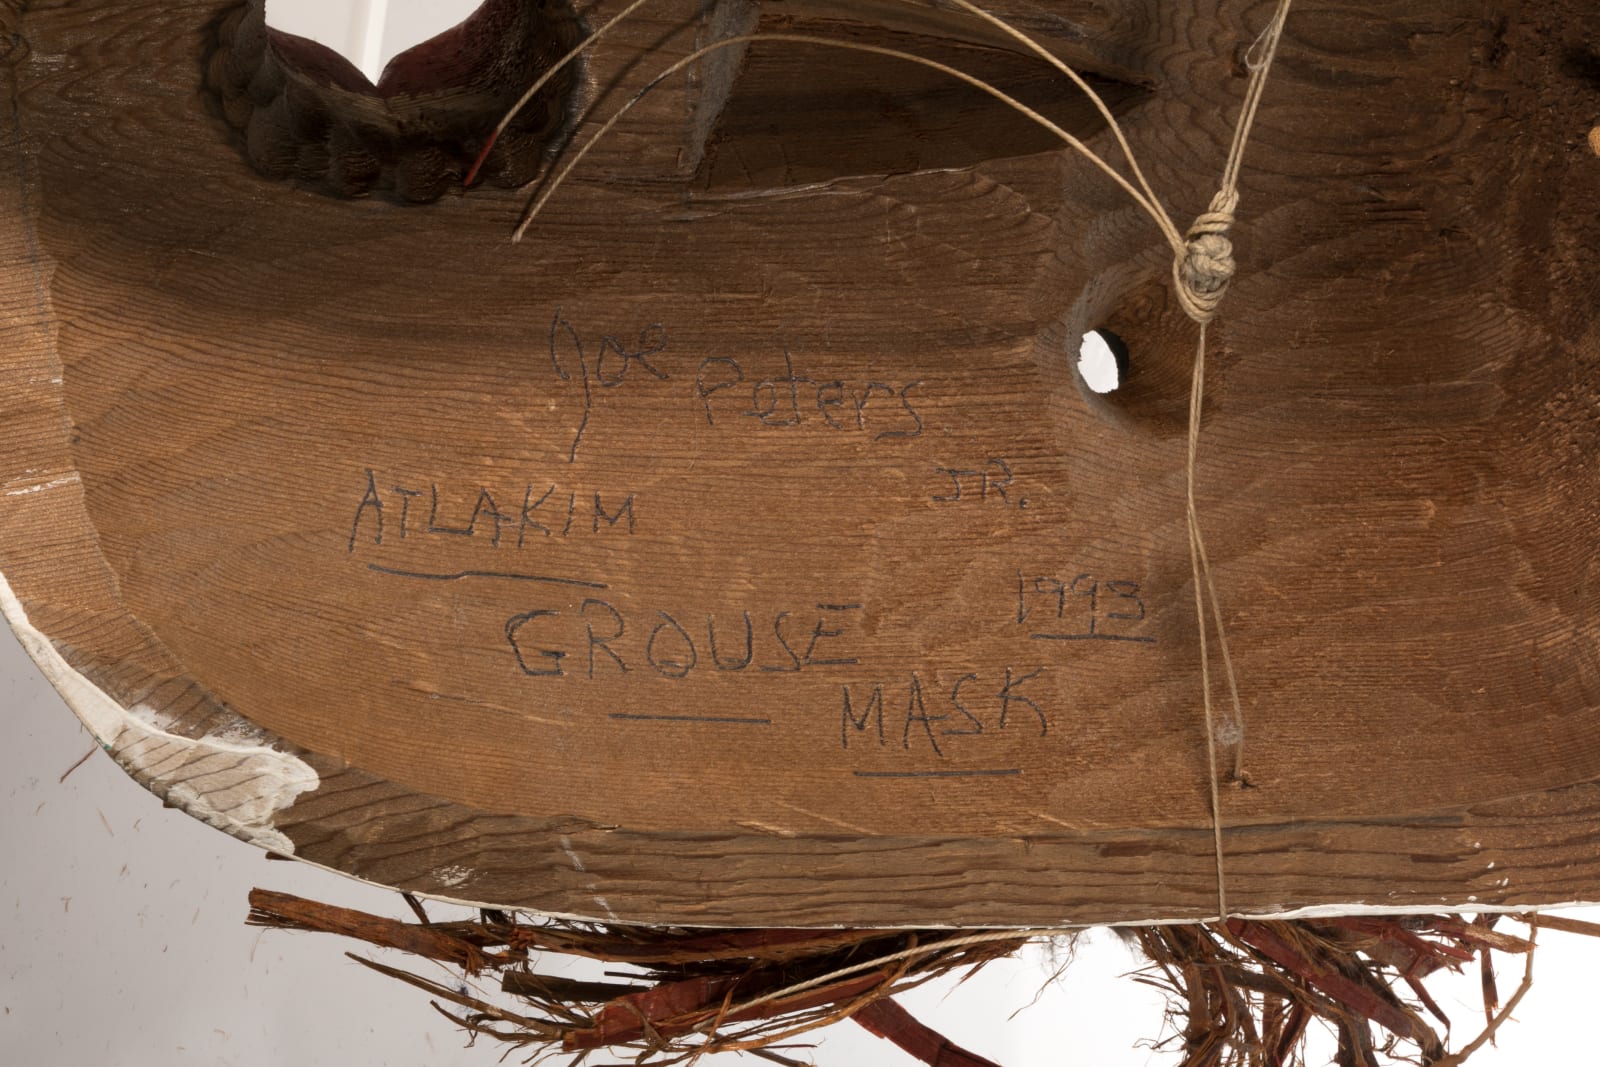 Joe Peters
JR.
ATLAKIM
1993
GROUSE
MASK